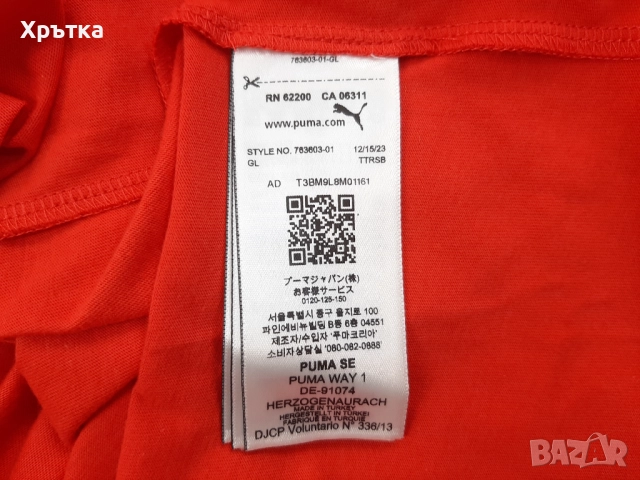 Хрътка
763603-01-GL
RN 62200 CA 06311
www.puma.com
STYLE NO. 763603-01 12/15/23
GL TTRSB
AD T3BM9L8M01161
プーマジャパン(株)
お客様サービス
0120-125-150
서울특별시 중구 을지로 100
파인에비뉴빌딩 B동 6층 04551
제조자/수입자 '푸마코리아'
소비자상담실 '080-082-0888'
PUMA SE
PUMA WAY 1
DE-91074
HERZOGENAURACH
MADE IN TURKEY
HERGESTELLT IN TÜRKEI
FABRIQUÉ EN TURQUIE
DJCP Voluntario N° 336/13
BAZAR